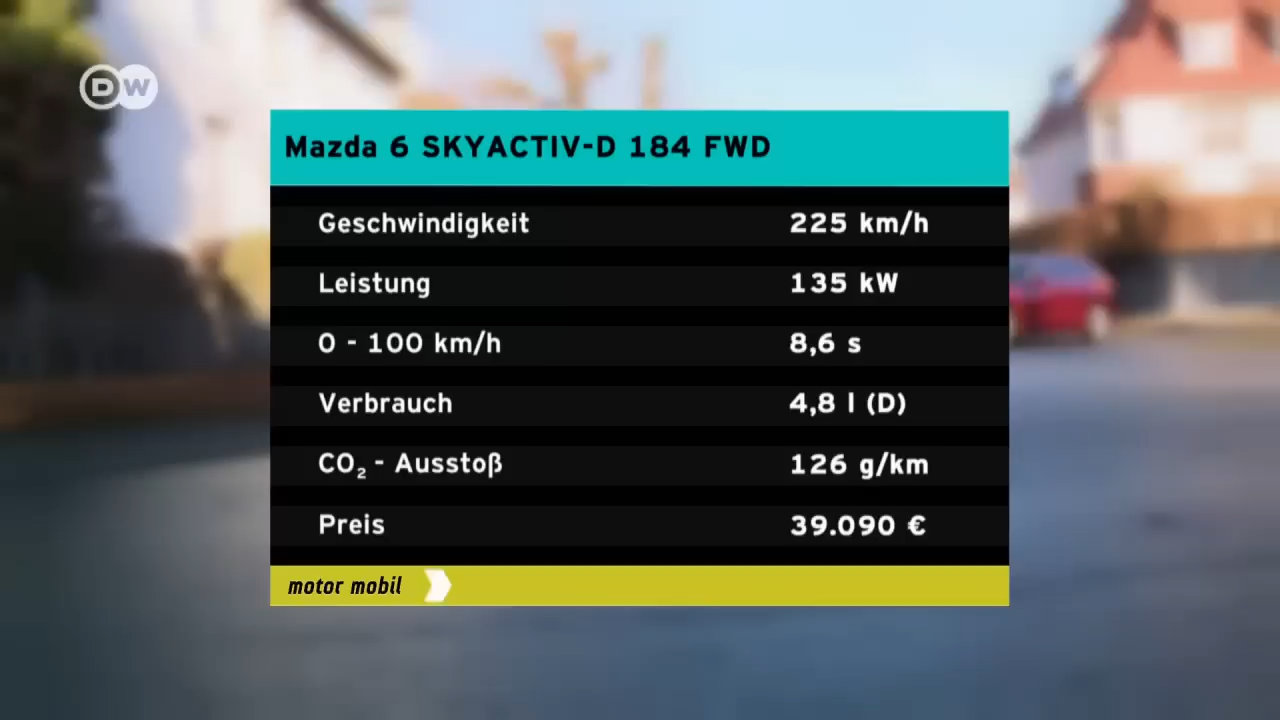 DW
Mazda 6 SKYACTIV-D 184 FWD
Geschwindigkeit 225 km/h
Leistung 135 kW
0 - 100 km/h 8,6 s
Verbrauch 4,8 l (D)
CO₂ - Ausstoß 126 g/km
Preis 39.090 €
motor mobil